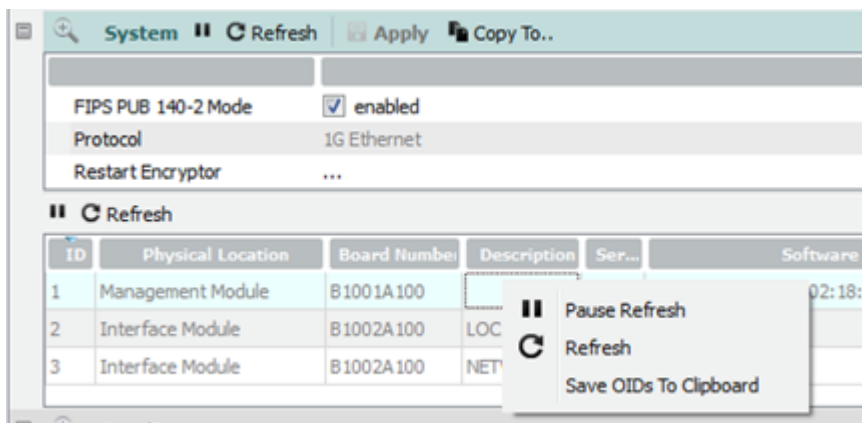 System Refresh Apply Copy To..
FIPS PUB 140-2 Mode enabled
Protocol 1G Ethernet
Restart Encryptor ...
Refresh
ID Physical Location Board Number Description Ser... Software
1 Management Module B1001A100 02:18:
2 Interface Module B1002A100 LOC
3 Interface Module B1002A100 NET
Pause Refresh
Refresh
Save OIDs To Clipboard